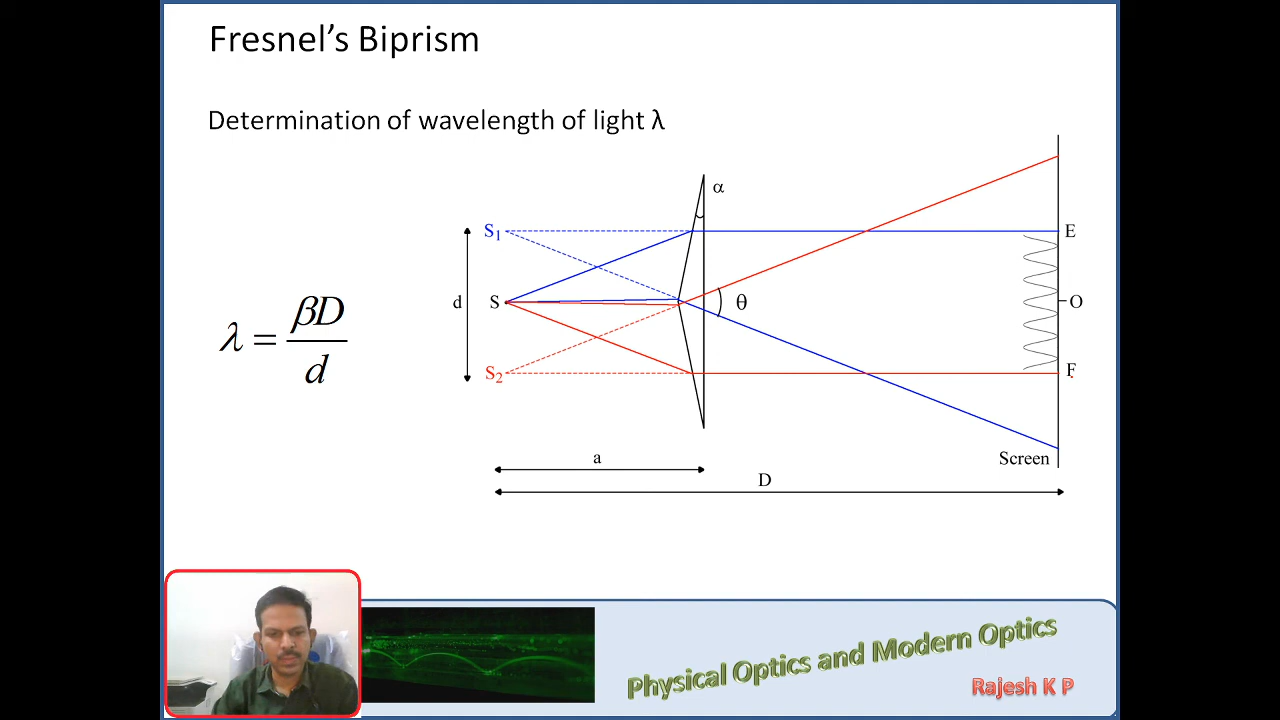 Fresnel’s Biprism
Determination of wavelength of light λ
α
S₁
E
d
S
θ
O
λ = βD/d
S₂
F
a
Screen
D
Physical Optics and Modern Optics
Rajesh K P